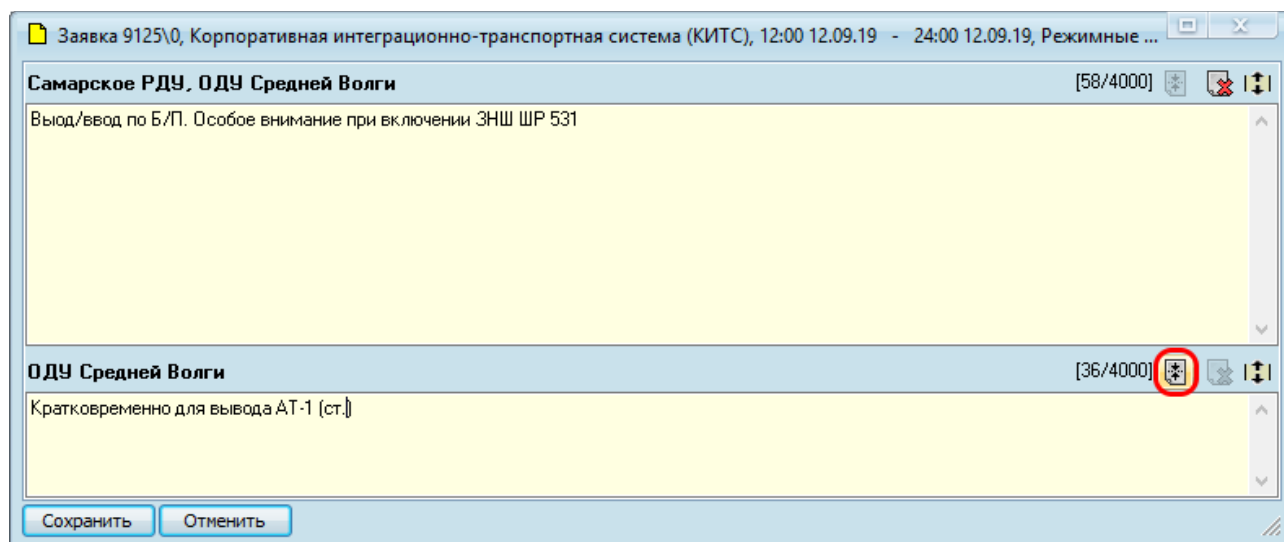 Заявка 9125\0, Корпоративная интеграционно-транспортная система (КИТС), 12:00 12.09.19 - 24:00 12.09.19, Режимные ...
Самарское РДУ, ОДУ Средней Волги [58/4000]
Выод/ввод по Б/П. Особое внимание при включении ЗНШ ШР 531
ОДУ Средней Волги [36/4000]
Кратковременно для вывода АТ-1 (ст.)
Сохранить Отменить